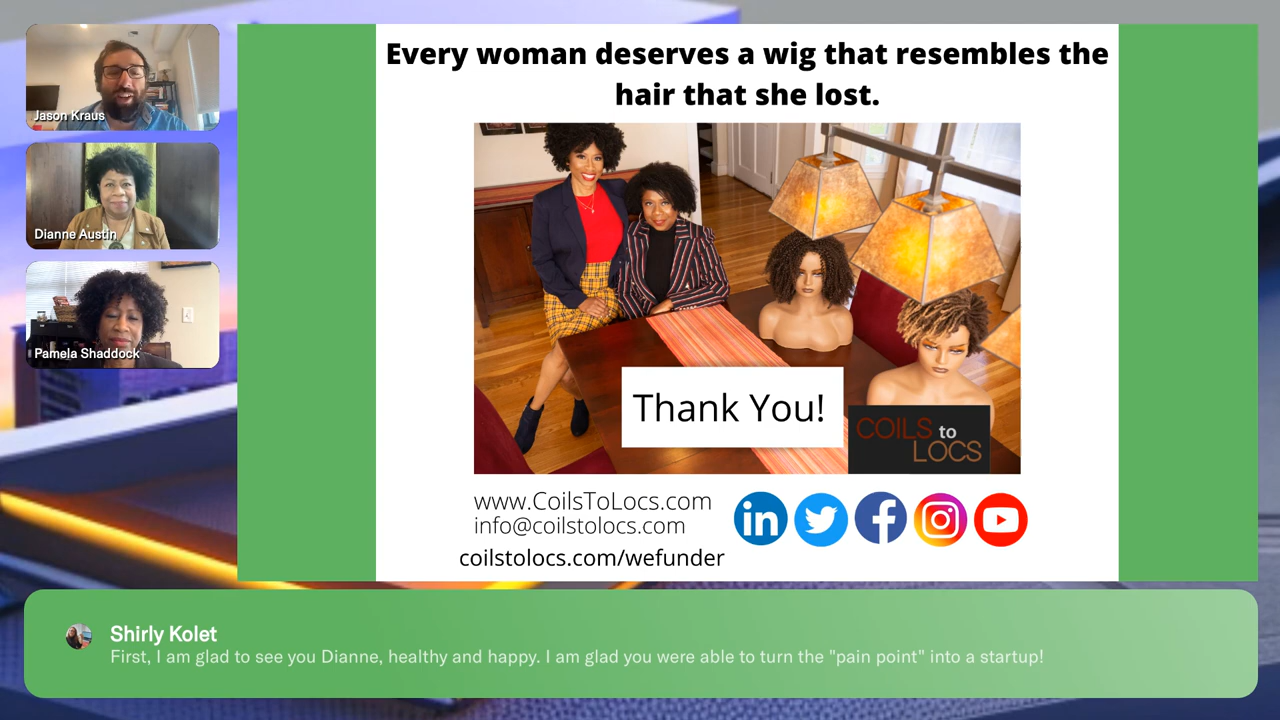 Jason Kraus
Dianne Austin
Pamela Shaddock
Every woman deserves a wig that resembles the
hair that she lost.
Thank You!
COILS to
LOCS
www.CoilsToLocs.com
info@coilstolocs.com
coilstolocs.com/wefunder
in
Shirly Kolet
First, I am glad to see you Dianne, healthy and happy. I am glad you were able to turn the "pain point" into a startup!